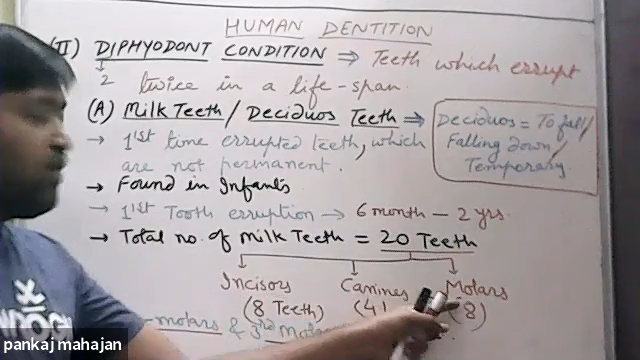 HUMAN DENTITION
(II) DIPHYODONT CONDITION ⇒ Teeth which errupt
2 twice in a life-span.
(A) Milk Teeth / Deciduos Teeth ⇒
Deciduos = To fall/
Falling down/
Temporary
→ 1st time errupted teeth, which
are not permanent.
→ Found in Infants
→ 1st Tooth erruption → 6 month - 2 yrs.
→ Total no. of Milk Teeth = 20 Teeth
Incisors Canines Molars
(8 Teeth) (4) (8)
-molars & 3rd
pankaj mahajan